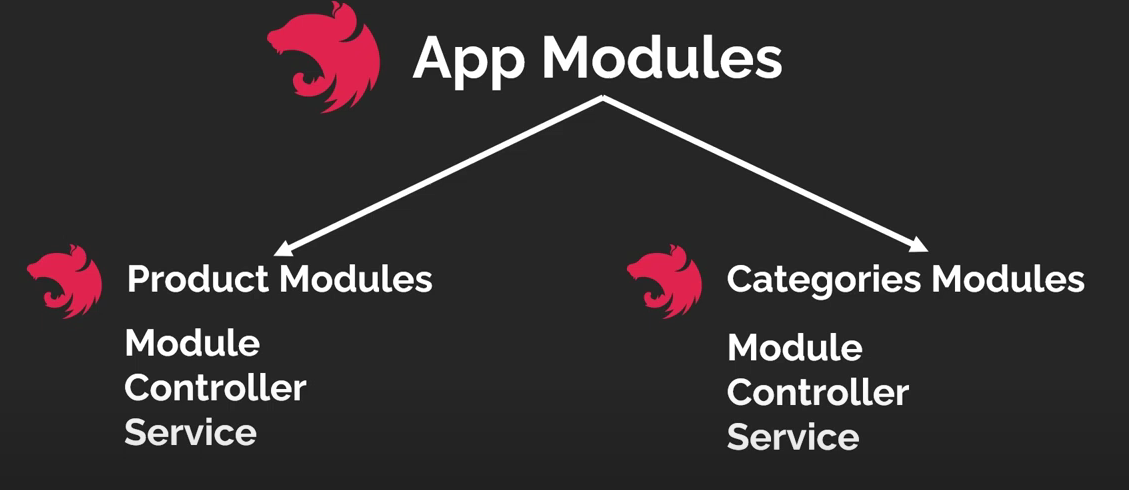 App Modules
Product Modules
Module
Controller
Service
Categories Modules
Module
Controller
Service